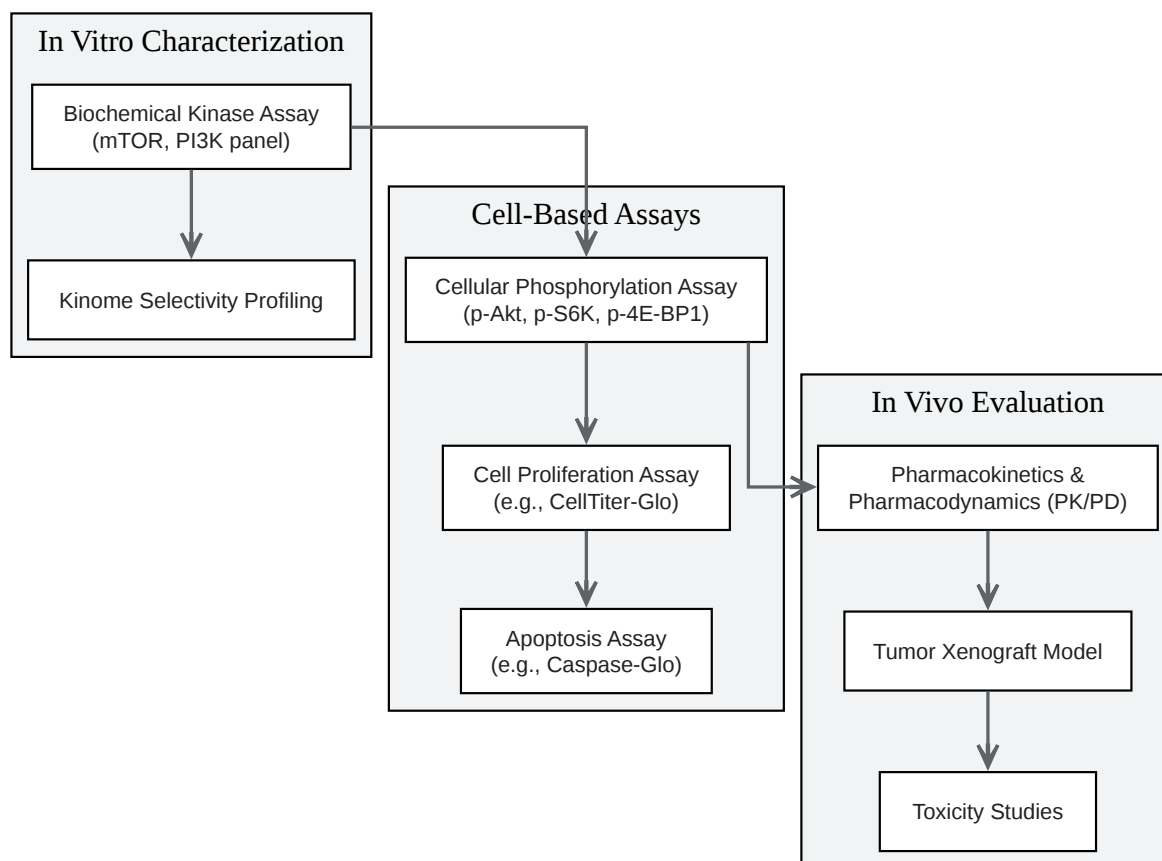 In Vitro Characterization
Biochemical Kinase Assay
(mTOR, PI3K panel)
Kinome Selectivity Profiling
Cell-Based Assays
Cellular Phosphorylation Assay
(p-Akt, p-S6K, p-4E-BP1)
Cell Proliferation Assay
(e.g., CellTiter-Glo)
Apoptosis Assay
(e.g., Caspase-Glo)
In Vivo Evaluation
Pharmacokinetics &
Pharmacodynamics (PK/PD)
Tumor Xenograft Model
Toxicity Studies